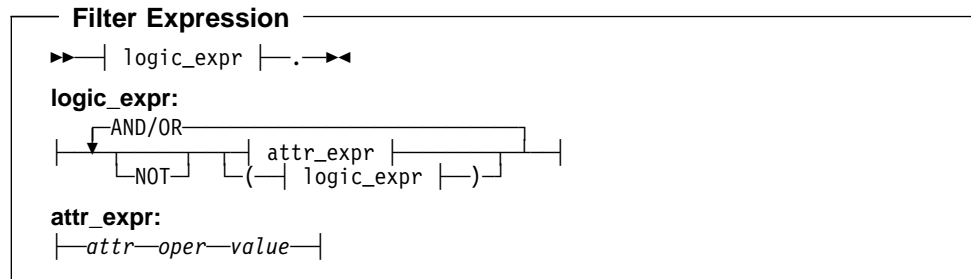 Filter Expression
logic_expr .
logic_expr:
AND/OR
attr_expr
NOT ( logic_expr )
attr_expr:
attr oper value